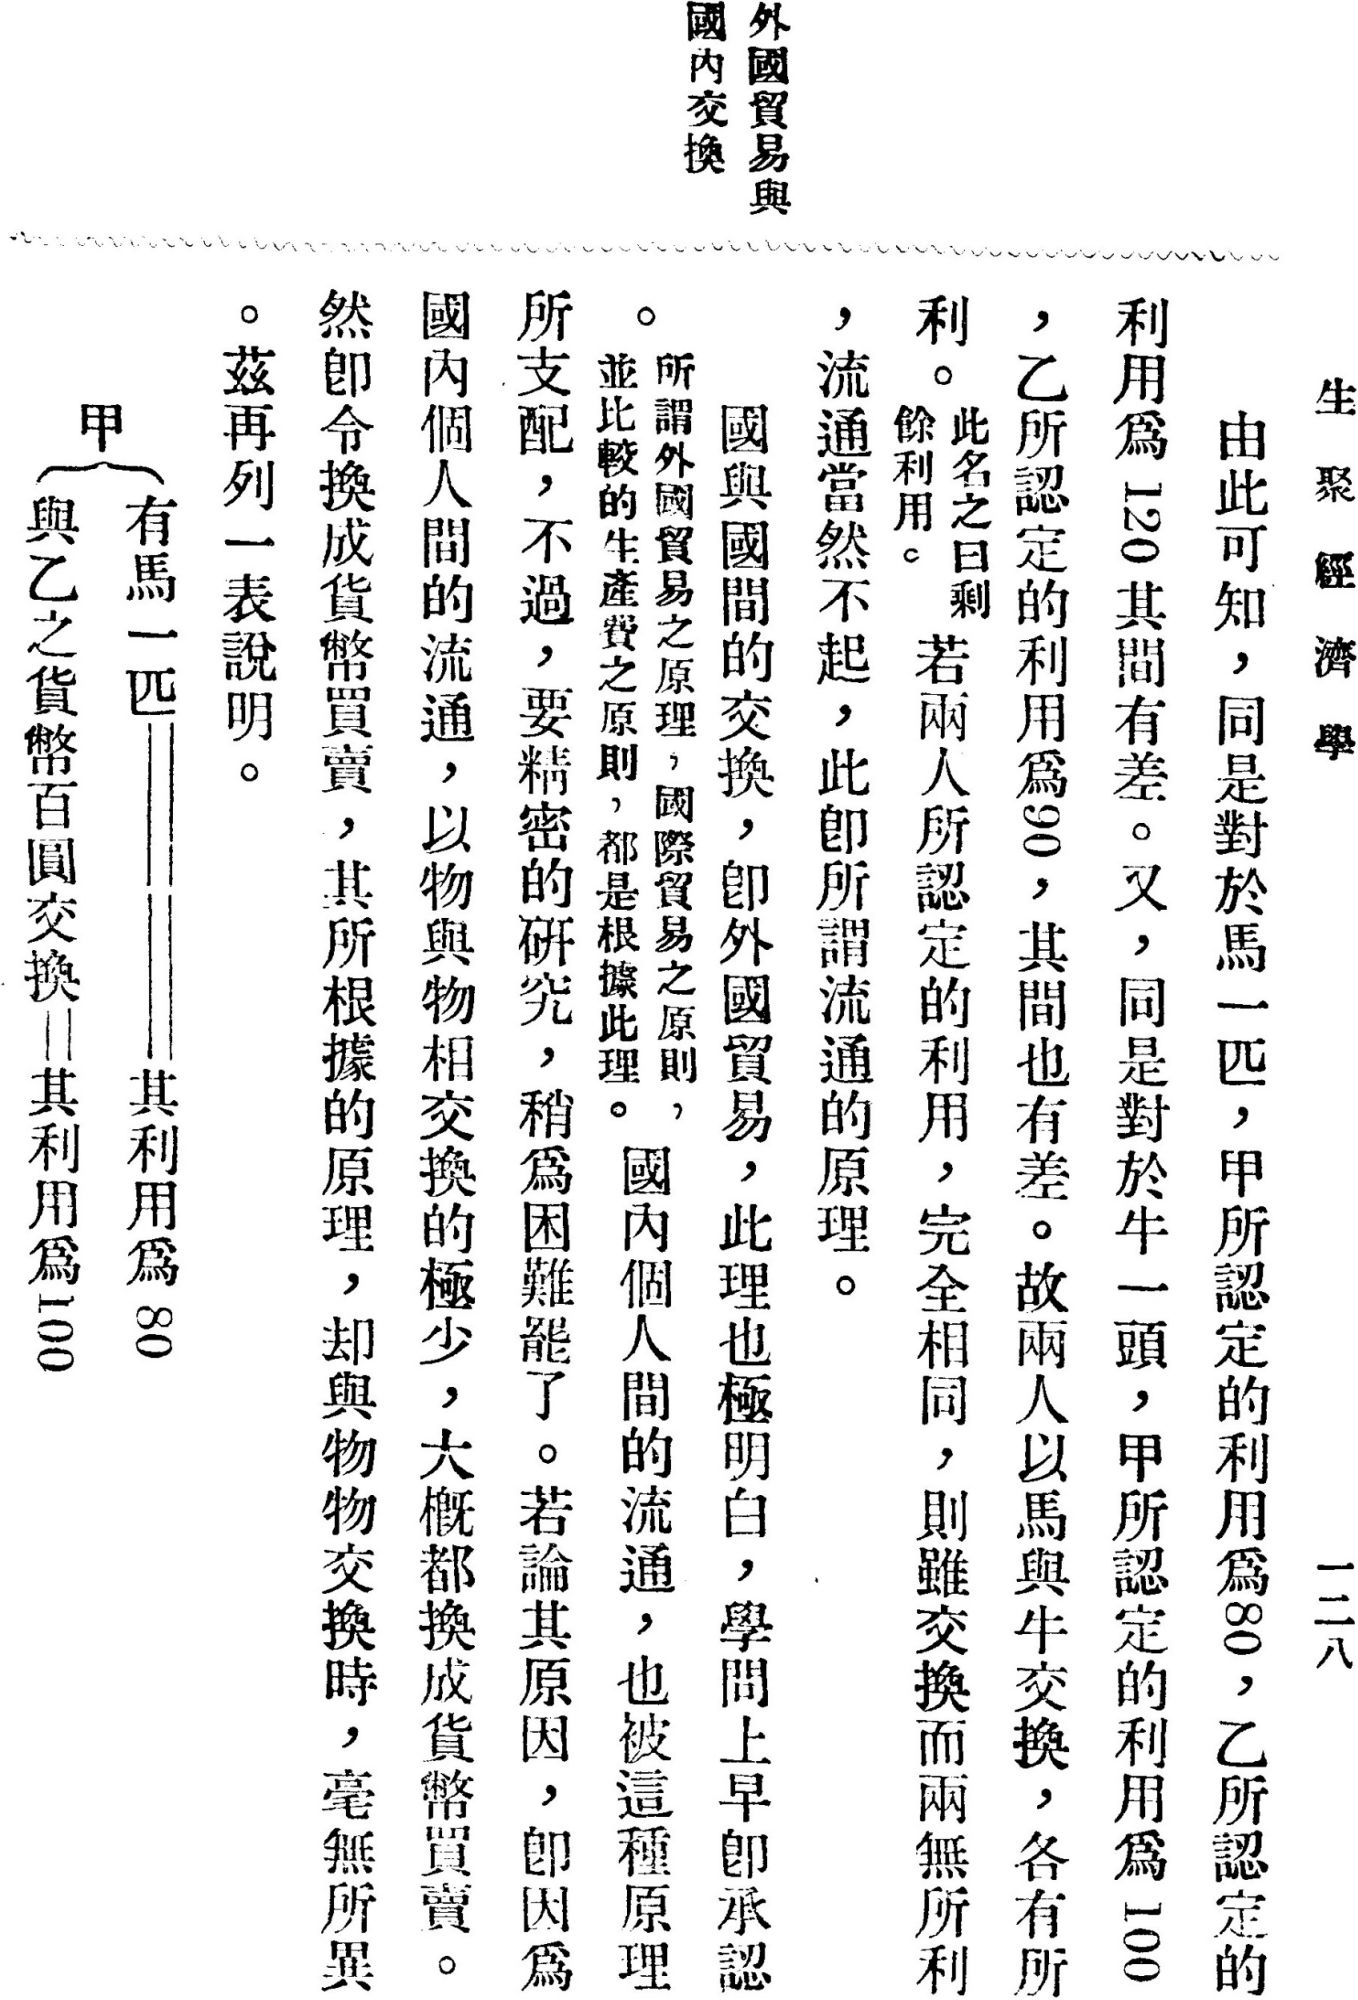 生聚經濟學
一二八
外國貿易與
國內交換
由此可知，同是對於馬一匹，甲所認定的利用爲80，乙所認定的
利用爲120其間有差。又，同是對於牛一頭，甲所認定的利用爲100
，乙所認定的利用爲90，其間也有差。故兩人以馬與牛交換，各有所
利。此名之曰剩餘利用。若兩人所認定的利用，完全相同，則雖交換而兩無所利
，流通當然不起，此卽所謂流通的原理。
國與國間的交換，卽外國貿易，此理也極明白，學問上早卽承認
。所謂外國貿易之原理，國際貿易之原則，並比較的生產費之原則，都是根據此理。國內個人間的流通，也被這種原理
所支配，不過，要精密的硏究，稍爲困難罷了。若論其原因，卽因爲
國內個人間的流通，以物與物相交換的極少，大槪都換成貨幣買賣。
然卽令換成貨幣買賣，其所根據的原理，却與物物交換時，毫無所異
。茲再列一表說明。
甲
有馬一匹＝其利用爲80
與乙之貨幣百圓交換＝其利用爲100